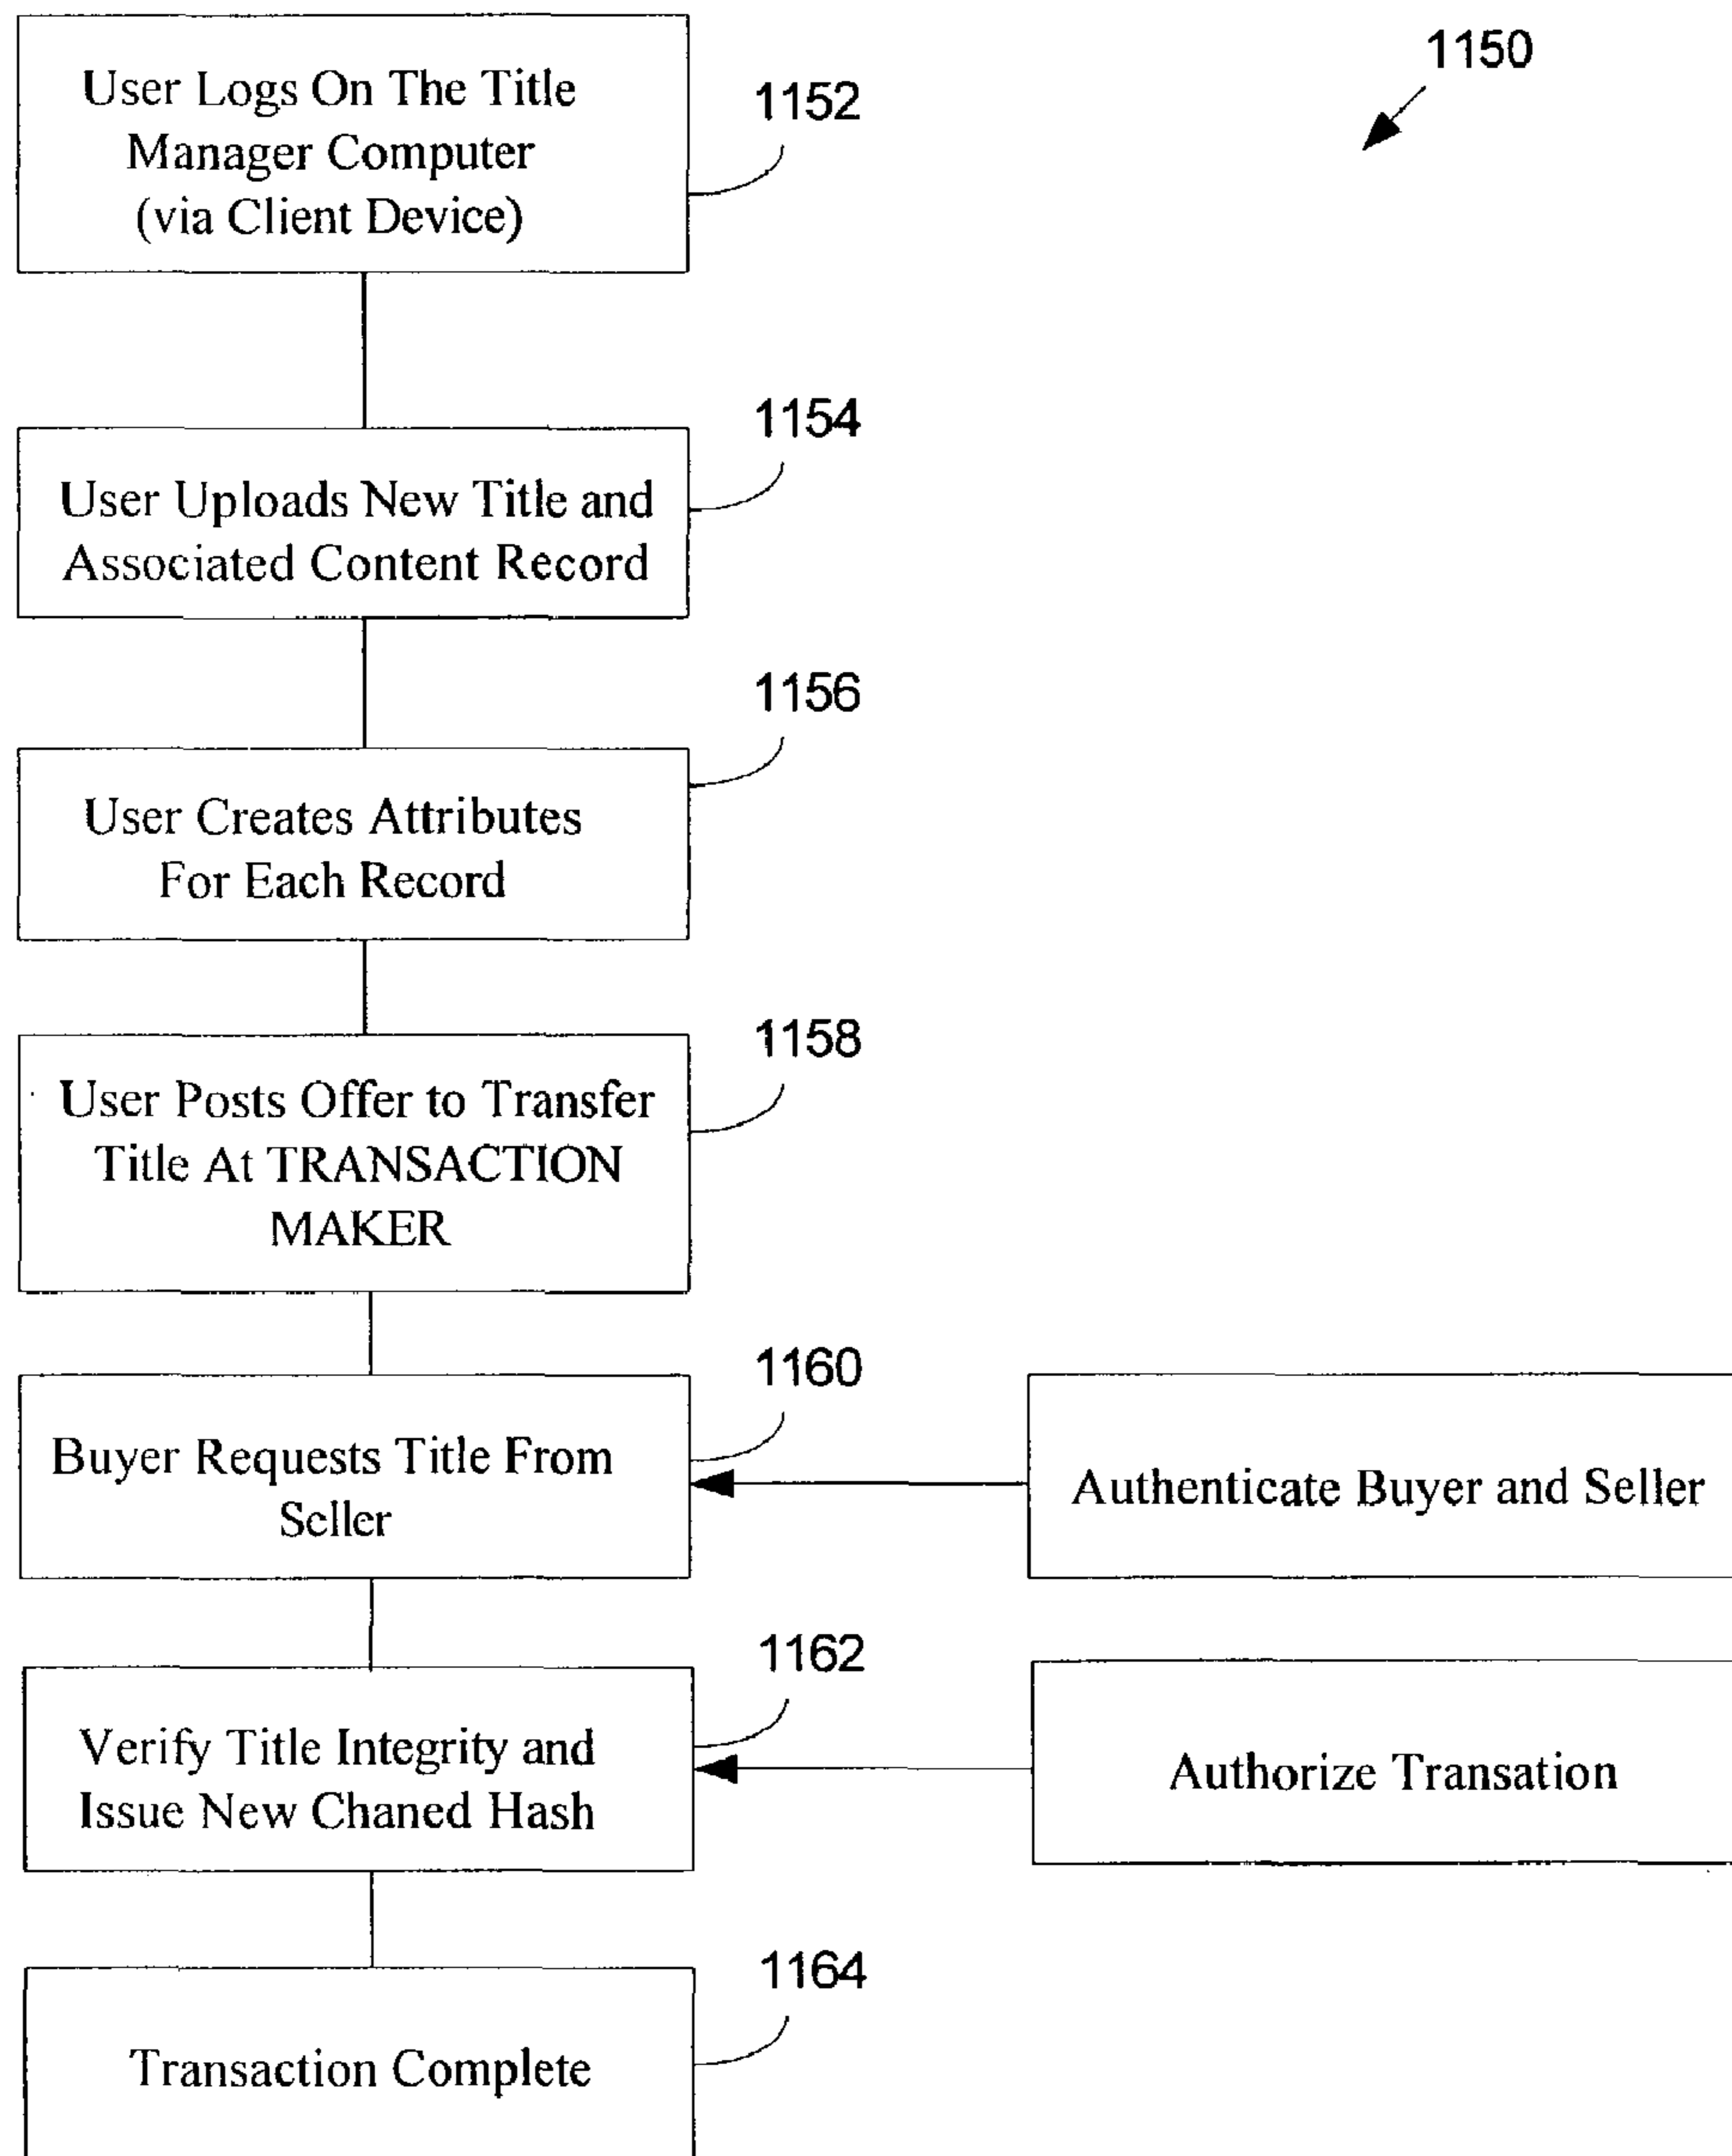 1150
User Logs On The Title
Manager Computer
(via Client Device)
1152
User Uploads New Title and
Associated Content Record
1154
User Creates Attributes
For Each Record
1156
User Posts Offer to Transfer
Title At TRANSACTION
MAKER
1158
Buyer Requests Title From
Seller
1160
Authenticate Buyer and Seller
Verify Title Integrity and
Issue New Chaned Hash
1162
Authorize Transation
Transaction Complete
1164